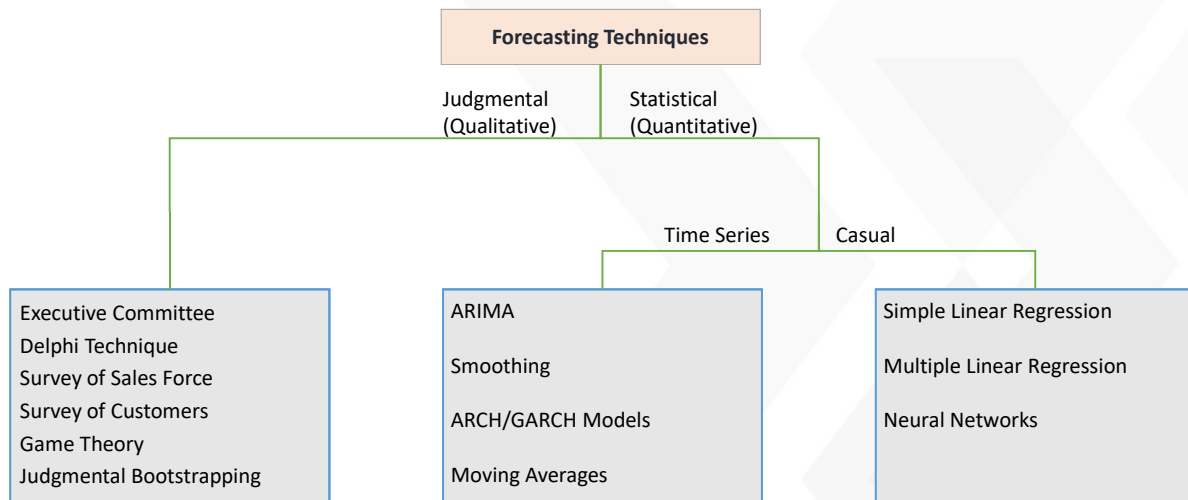 Forecasting Techniques
Judgmental
(Qualitative)
Statistical
(Quantitative)
Time Series
Casual
Executive Committee
Delphi Technique
Survey of Sales Force
Survey of Customers
Game Theory
Judgmental Bootstrapping
ARIMA
Smoothing
ARCH/GARCH Models
Moving Averages
Simple Linear Regression
Multiple Linear Regression
Neural Networks